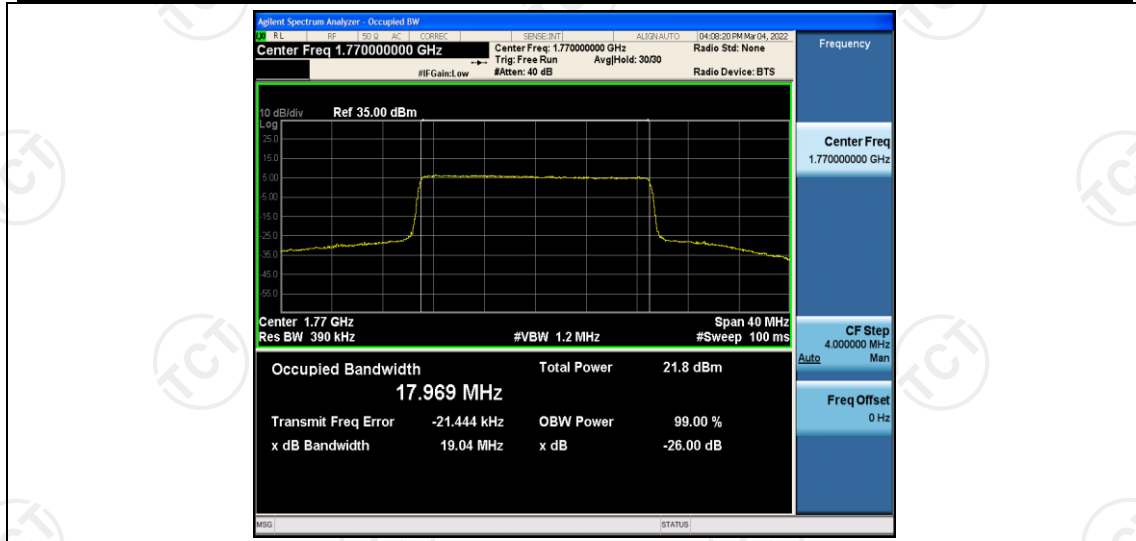 Agilent Spectrum Analyzer - Occupied BW
RL RF 50 Ω AC CORREC SENSE:INT ALIGN AUTO 04:08:20 PM Mar 04, 2022
Center Freq 1.770000000 GHz Center Freq: 1.770000000 GHz Radio Std: None
Trig: Free Run Avg|Hold: 30/30
#IFGain:Low #Atten: 40 dB Radio Device: BTS
Frequency
10 dB/div Ref 35.00 dBm
Log
25.0
15.0
5.00
-5.00
-15.0
-25.0
-35.0
-45.0
-55.0
Center 1.77 GHz Span 40 MHz
Res BW 390 kHz #VBW 1.2 MHz #Sweep 100 ms
Occupied Bandwidth Total Power 21.8 dBm
17.969 MHz
Transmit Freq Error -21.444 kHz OBW Power 99.00 %
x dB Bandwidth 19.04 MHz x dB -26.00 dB
Center Freq
1.770000000 GHz
CF Step
4.000000 MHz
Auto Man
Freq Offset
0 Hz
MSG STATUS
TCT
TCT
TCT
TCT